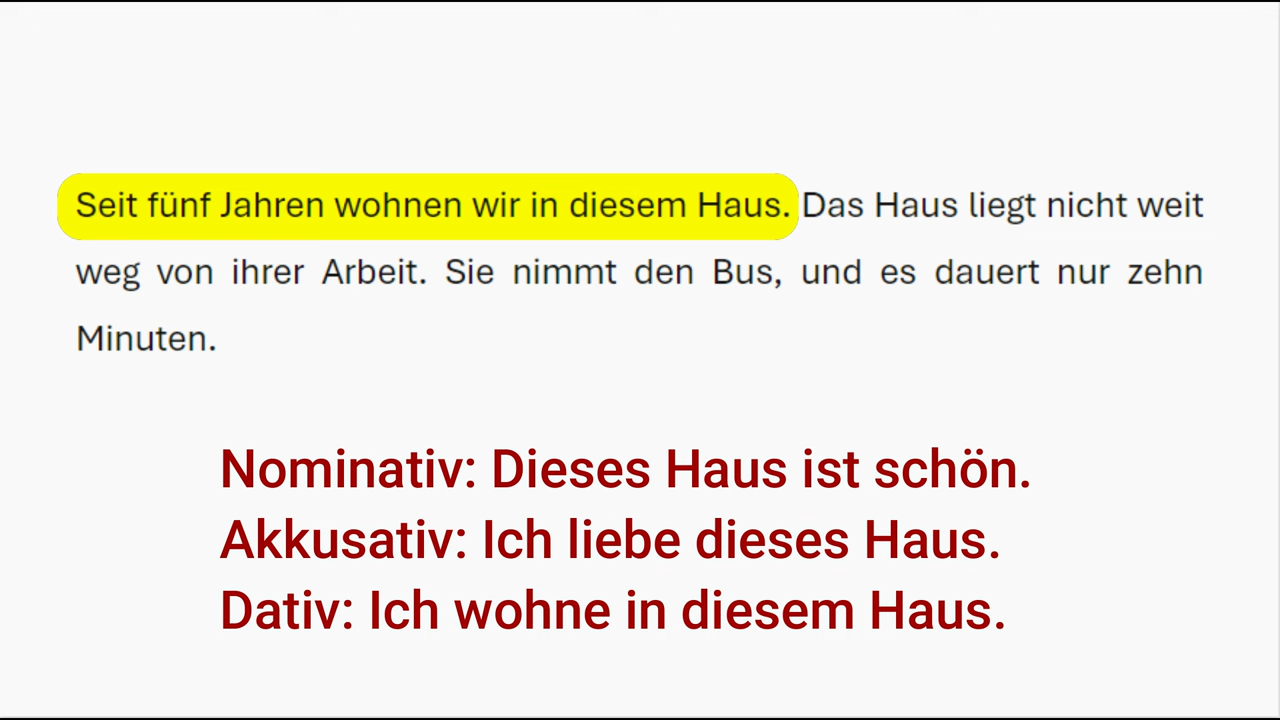 Seit fünf Jahren wohnen wir in diesem Haus. Das Haus liegt nicht weit
weg von ihrer Arbeit. Sie nimmt den Bus, und es dauert nur zehn
Minuten.
Nominativ: Dieses Haus ist schön.
Akkusativ: Ich liebe dieses Haus.
Dativ: Ich wohne in diesem Haus.